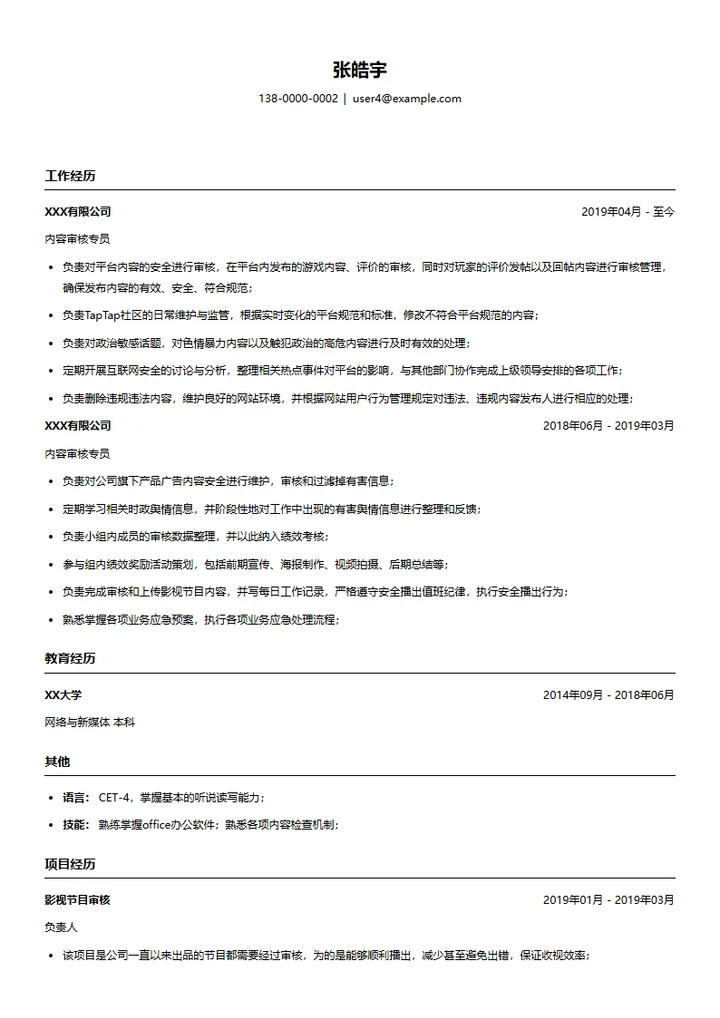 张皓宇
138-0000-0002 | user4@example.com
工作经历
XXX有限公司 2019年04月 - 至今
内容审核专员
• 负责对平台内容的安全进行审核，在平台内发布的游戏内容、评价的审核，同时对玩家的评价发帖以及回帖内容进行审核管理，
确保发布内容的有效、安全、符合规范；
• 负责TapTap社区的日常维护与监管，根据实时变化的平台规范和标准，修改不符合平台规范的内容；
• 负责对政治敏感话题，对色情暴力内容以及触犯政治的高危内容进行及时有效的处理；
• 定期开展互联网安全的讨论与分析，整理相关热点事件对平台的影响，与其他部门协作完成上级领导安排的各项工作；
• 负责删除违规违法内容，维护良好的网站环境，并根据网站用户行为管理规定对违法、违规内容发布人进行相应的处理；
XXX有限公司 2018年06月 - 2019年03月
内容审核专员
• 负责对公司旗下产品广告内容安全进行维护，审核和过滤掉有害信息；
• 定期学习相关时政舆情信息，并阶段性地对工作中出现的有害舆情信息进行整理和反馈；
• 负责小组内成员的审核数据整理，并以此纳入绩效考核；
• 参与组内绩效奖励活动策划，包括前期宣传、海报制作、视频拍摄、后期总结等；
• 负责完成审核和上传影视节目内容，并写每日工作记录，严格遵守安全播出值班纪律，执行安全播出行为；
• 熟悉掌握各项业务应急预案，执行各项业务应急处理流程；
教育经历
XX大学 2014年09月 - 2018年06月
网络与新媒体 本科
其他
• 语言： CET-4，掌握基本的听说读写能力；
• 技能： 熟练掌握office办公软件；熟悉各项内容检查机制；
项目经历
影视节目审核 2019年01月 - 2019年03月
负责人
• 该项目是公司一直以来出品的节目都需要经过审核，为的是能够顺利播出，减少甚至避免出错，保证收视效率；